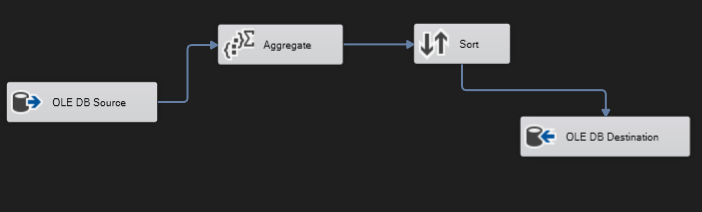 OLE DB Source
Aggregate
Sort
OLE DB Destination